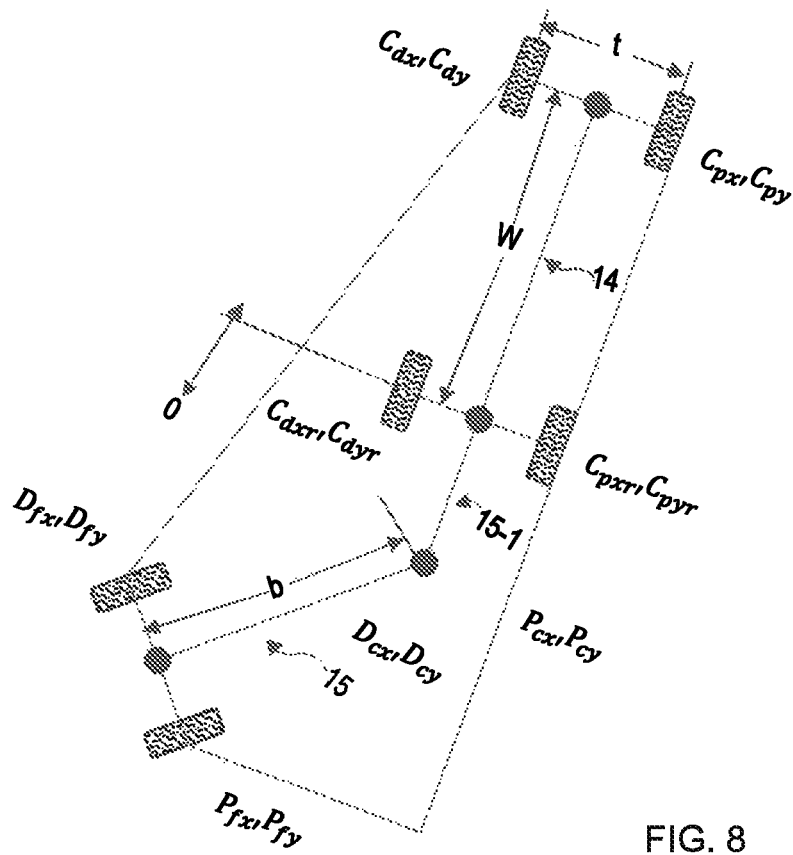 t
C_dx, C_dy
C_px, C_py
W
14
0
C_dxr, C_dyr
C_pxr, C_pyr
D_fx, D_fy
15-1
b
D_cx, D_cy
P_cx, P_cy
15
P_fx, P_fy
FIG. 8